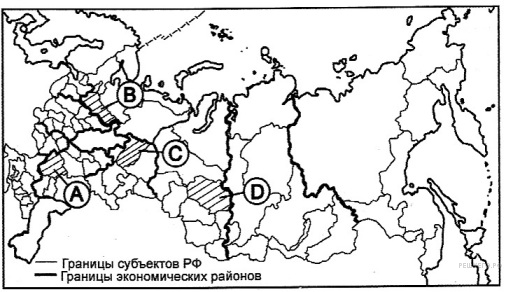 B
C
D
A
Границы субъектов РФ
Границы экономических районов